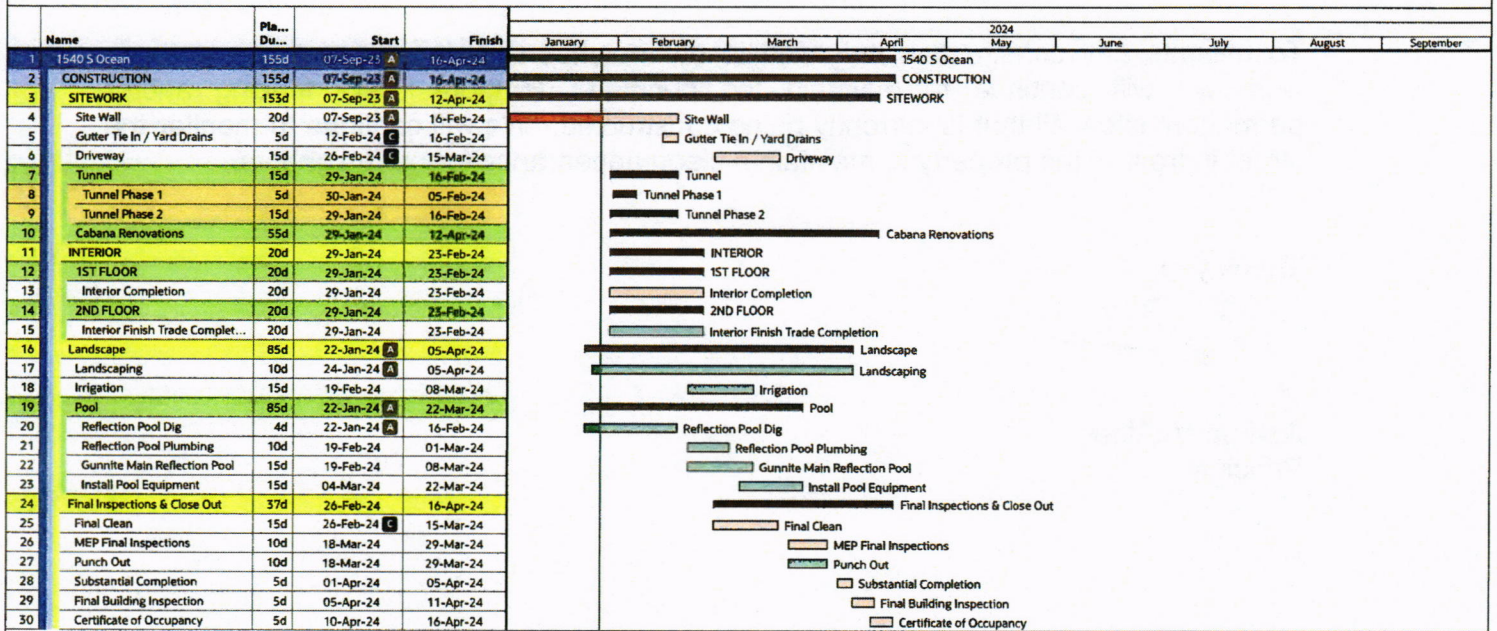 2024
Name Pla... Du... Start Finish January February March April May June July August September
1 1540 S Ocean 155d 07-Sep-23 A 16-Apr-24 1540 S Ocean
2 CONSTRUCTION 155d 07-Sep-23 A 16-Apr-24 CONSTRUCTION
3 SITEWORK 153d 07-Sep-23 A 12-Apr-24 SITEWORK
4 Site Wall 20d 07-Sep-23 A 16-Feb-24 Site Wall
5 Gutter Tie In / Yard Drains 5d 12-Feb-24 C 16-Feb-24 Gutter Tie In / Yard Drains
6 Driveway 15d 26-Feb-24 C 15-Mar-24 Driveway
7 Tunnel 15d 29-Jan-24 16-Feb-24 Tunnel
8 Tunnel Phase 1 5d 30-Jan-24 05-Feb-24 Tunnel Phase 1
9 Tunnel Phase 2 15d 29-Jan-24 16-Feb-24 Tunnel Phase 2
10 Cabana Renovations 55d 29-Jan-24 12-Apr-24 Cabana Renovations
11 INTERIOR 20d 29-Jan-24 23-Feb-24 INTERIOR
12 1ST FLOOR 20d 29-Jan-24 23-Feb-24 1ST FLOOR
13 Interior Completion 20d 29-Jan-24 23-Feb-24 Interior Completion
14 2ND FLOOR 20d 29-Jan-24 23-Feb-24 2ND FLOOR
15 Interior Finish Trade Complet... 20d 29-Jan-24 23-Feb-24 Interior Finish Trade Completion
16 Landscape 85d 22-Jan-24 A 05-Apr-24 Landscape
17 Landscaping 10d 24-Jan-24 A 05-Apr-24 Landscaping
18 Irrigation 15d 19-Feb-24 08-Mar-24 Irrigation
19 Pool 85d 22-Jan-24 A 22-Mar-24 Pool
20 Reflection Pool Dig 4d 22-Jan-24 A 16-Feb-24 Reflection Pool Dig
21 Reflection Pool Plumbing 10d 19-Feb-24 01-Mar-24 Reflection Pool Plumbing
22 Gunnite Main Reflection Pool 15d 19-Feb-24 08-Mar-24 Gunnite Main Reflection Pool
23 Install Pool Equipment 15d 04-Mar-24 22-Mar-24 Install Pool Equipment
24 Final Inspections & Close Out 37d 26-Feb-24 16-Apr-24 Final Inspections & Close Out
25 Final Clean 15d 26-Feb-24 C 15-Mar-24 Final Clean
26 MEP Final Inspections 10d 18-Mar-24 29-Mar-24 MEP Final Inspections
27 Punch Out 10d 18-Mar-24 29-Mar-24 Punch Out
28 Substantial Completion 5d 01-Apr-24 05-Apr-24 Substantial Completion
29 Final Building Inspection 5d 05-Apr-24 11-Apr-24 Final Building Inspection
30 Certificate of Occupancy 5d 10-Apr-24 16-Apr-24 Certificate of Occupancy